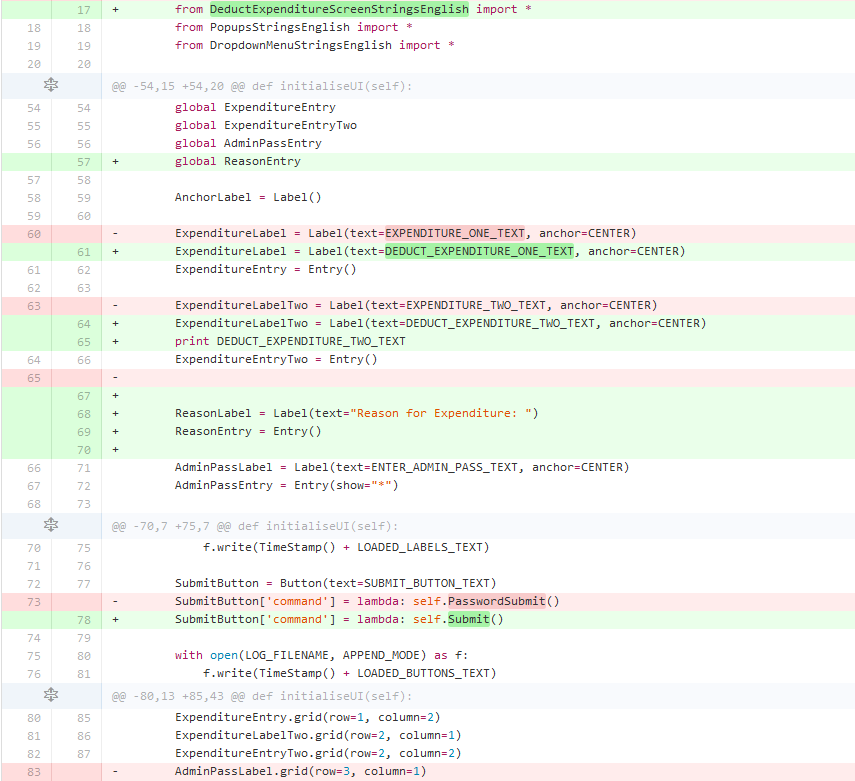 17 + from DeductExpenditureScreenStringsEnglish import *
18 18 from PopupsStringsEnglish import *
19 19 from DropdownMenuStringsEnglish import *
20 20
@@ -54,15 +54,20 @@ def initialiseUI(self):
54 54 global ExpenditureEntry
55 55 global ExpenditureEntryTwo
56 56 global AdminPassEntry
57 + global ReasonEntry
57 58
58 59 AnchorLabel = Label()
59 60
60 - ExpenditureLabel = Label(text=EXPENDITURE_ONE_TEXT, anchor=CENTER)
61 + ExpenditureLabel = Label(text=DEDUCT_EXPENDITURE_ONE_TEXT, anchor=CENTER)
61 62 ExpenditureEntry = Entry()
62 63
63 - ExpenditureLabelTwo = Label(text=EXPENDITURE_TWO_TEXT, anchor=CENTER)
64 + ExpenditureLabelTwo = Label(text=DEDUCT_EXPENDITURE_TWO_TEXT, anchor=CENTER)
65 + print DEDUCT_EXPENDITURE_TWO_TEXT
64 66 ExpenditureEntryTwo = Entry()
65 -
67 +
68 + ReasonLabel = Label(text="Reason for Expenditure: ")
69 + ReasonEntry = Entry()
70 +
66 71 AdminPassLabel = Label(text=ENTER_ADMIN_PASS_TEXT, anchor=CENTER)
67 72 AdminPassEntry = Entry(show="*")
68 73
@@ -70,7 +75,7 @@ def initialiseUI(self):
70 75 f.write(TimeStamp() + LOADED_LABELS_TEXT)
71 76
72 77 SubmitButton = Button(text=SUBMIT_BUTTON_TEXT)
73 - SubmitButton['command'] = lambda: self.PasswordSubmit()
78 + SubmitButton['command'] = lambda: self.Submit()
74 79
75 80 with open(LOG_FILENAME, APPEND_MODE) as f:
76 81 f.write(TimeStamp() + LOADED_BUTTONS_TEXT)
@@ -80,13 +85,43 @@ def initialiseUI(self):
80 85 ExpenditureEntry.grid(row=1, column=2)
81 86 ExpenditureLabelTwo.grid(row=2, column=1)
82 87 ExpenditureEntryTwo.grid(row=2, column=2)
83 - AdminPassLabel.grid(row=3, column=1)